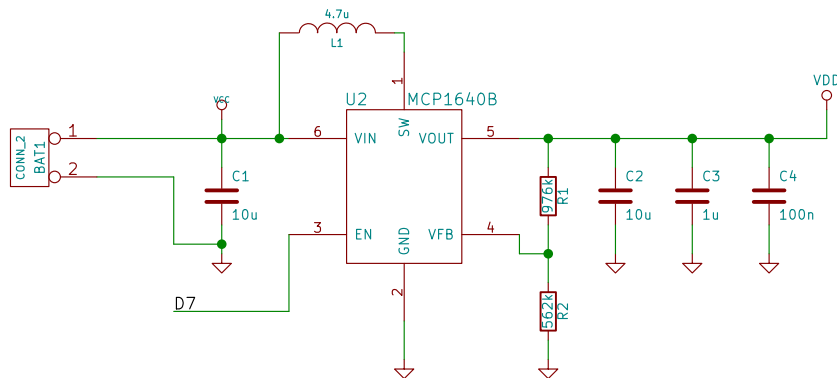 4.7u
L1
VCC
VDD
U2
MCP1640B
1
SW
CONN_2
BAT1
1
2
6
VIN
VOUT
5
C1
10u
976k
R1
C2
10u
C3
1u
C4
100n
3
EN
GND
VFB
4
2
D7
562k
R2